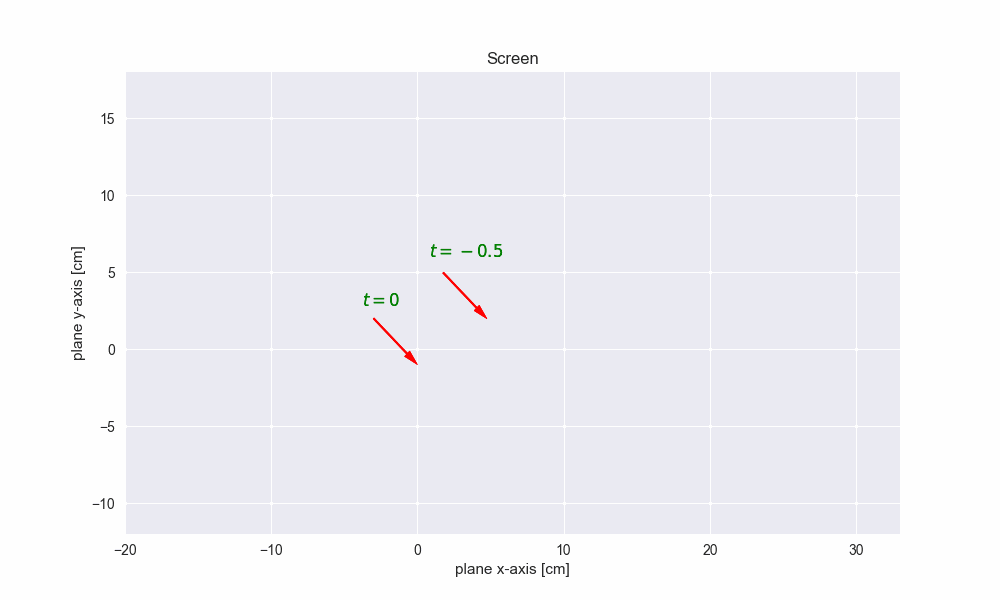 Screen
plane y-axis [cm]
15
10
5
0
−5
−10
t = − 0.5
t = 0
−20
−10
0
10
20
30
plane x-axis [cm]